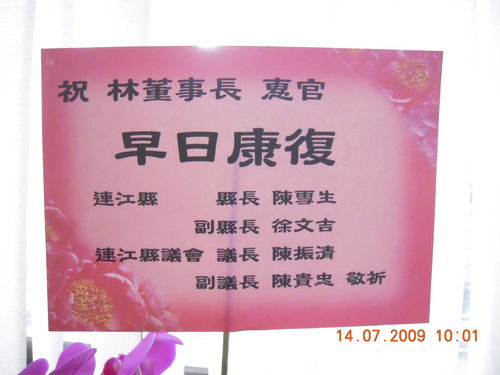 祝 林董事長 惠官
早日康復
連江縣 縣長 陳雪生
副縣長 徐文吉
連江縣議會 議長 陳振清
副議長 陳貴忠 敬祈
14.07.2009 10:01